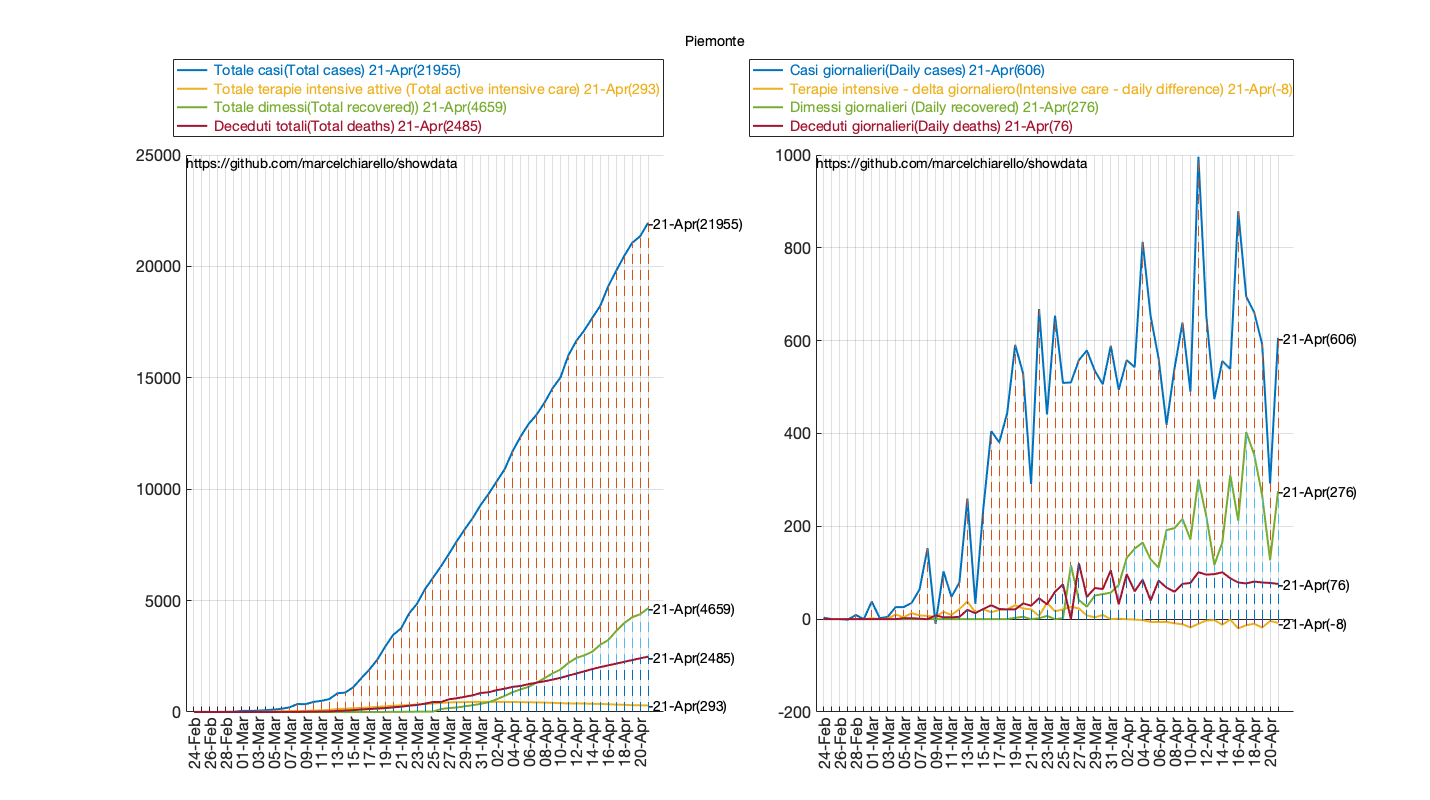 Piemonte
Totale casi(Total cases) 21-Apr(21955)
Totale terapie intensive attive (Total active intensive care) 21-Apr(293)
Totale dimessi(Total recovered)) 21-Apr(4659)
Deceduti totali(Total deaths) 21-Apr(2485)
https://github.com/marcelchiarello/showdata
25000
20000
15000
10000
5000
0
21-Apr(21955)
21-Apr(4659)
21-Apr(2485)
21-Apr(293)
24-Feb
26-Feb
28-Feb
01-Mar
03-Mar
05-Mar
07-Mar
09-Mar
11-Mar
13-Mar
15-Mar
17-Mar
19-Mar
21-Mar
23-Mar
25-Mar
27-Mar
29-Mar
31-Mar
02-Apr
04-Apr
06-Apr
08-Apr
10-Apr
12-Apr
14-Apr
16-Apr
18-Apr
20-Apr
Casi giornalieri(Daily cases) 21-Apr(606)
Terapie intensive - delta giornaliero(Intensive care - daily difference) 21-Apr(-8)
Dimessi giornalieri (Daily recovered) 21-Apr(276)
Deceduti giornalieri(Daily deaths) 21-Apr(76)
https://github.com/marcelchiarello/showdata
1000
800
600
400
200
0
-200
21-Apr(606)
21-Apr(276)
21-Apr(76)
21-Apr(-8)
24-Feb
26-Feb
28-Feb
01-Mar
03-Mar
05-Mar
07-Mar
09-Mar
11-Mar
13-Mar
15-Mar
17-Mar
19-Mar
21-Mar
23-Mar
25-Mar
27-Mar
29-Mar
31-Mar
02-Apr
04-Apr
06-Apr
08-Apr
10-Apr
12-Apr
14-Apr
16-Apr
18-Apr
20-Apr